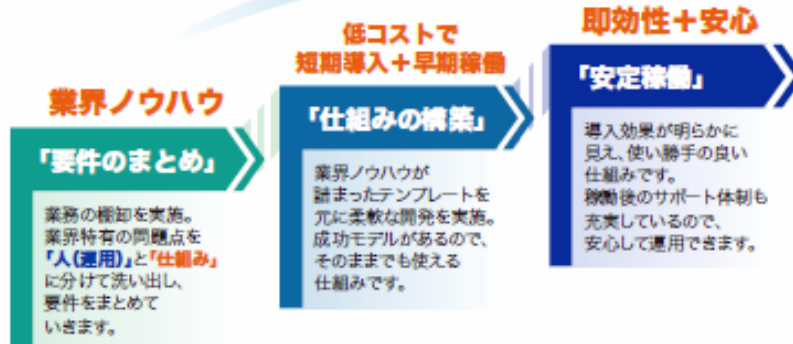 業界ノウハウ
「要件のまとめ」
業務の棚卸を実施。
業界特有の問題点を
「人(運用)」と「仕組み」
に分けて洗い出し、
要件をまとめて
いきます。
低コストで
短期導入＋早期稼働
「仕組みの構築」
業界ノウハウが
詰まったテンプレートを
元に柔軟な開発を実施。
成功モデルがあるので、
そのままでも使える
仕組みです。
即効性＋安心
「安定稼働」
導入効果が明らかに
見え、使い勝手の良い
仕組みです。
稼働後のサポート体制も
充実しているので、
安心して運用できます。